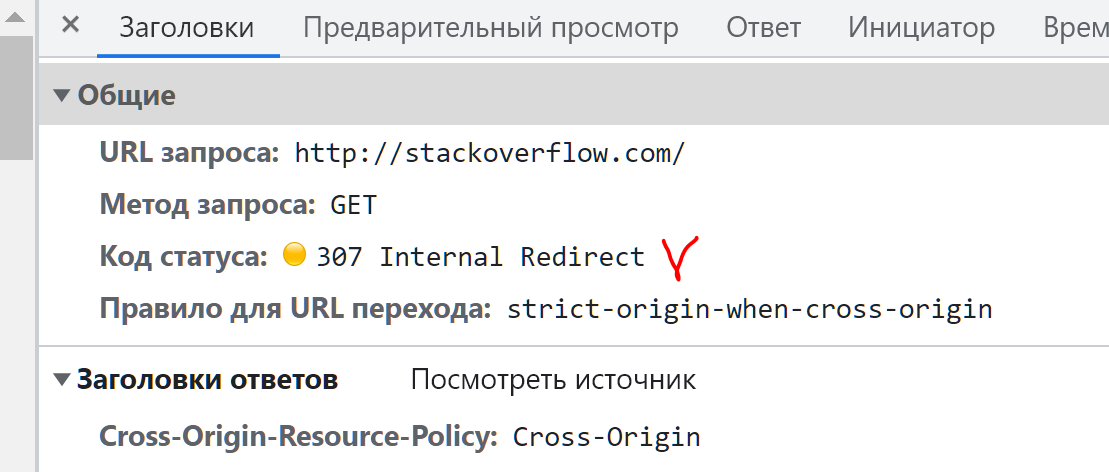 × Заголовки Предварительный просмотр Ответ Инициатор Врем
Общие
URL запроса: http://stackoverflow.com/
Метод запроса: GET
Код статуса: 307 Internal Redirect
Правило для URL перехода: strict-origin-when-cross-origin
Заголовки ответов Посмотреть источник
Cross-Origin-Resource-Policy: Cross-Origin